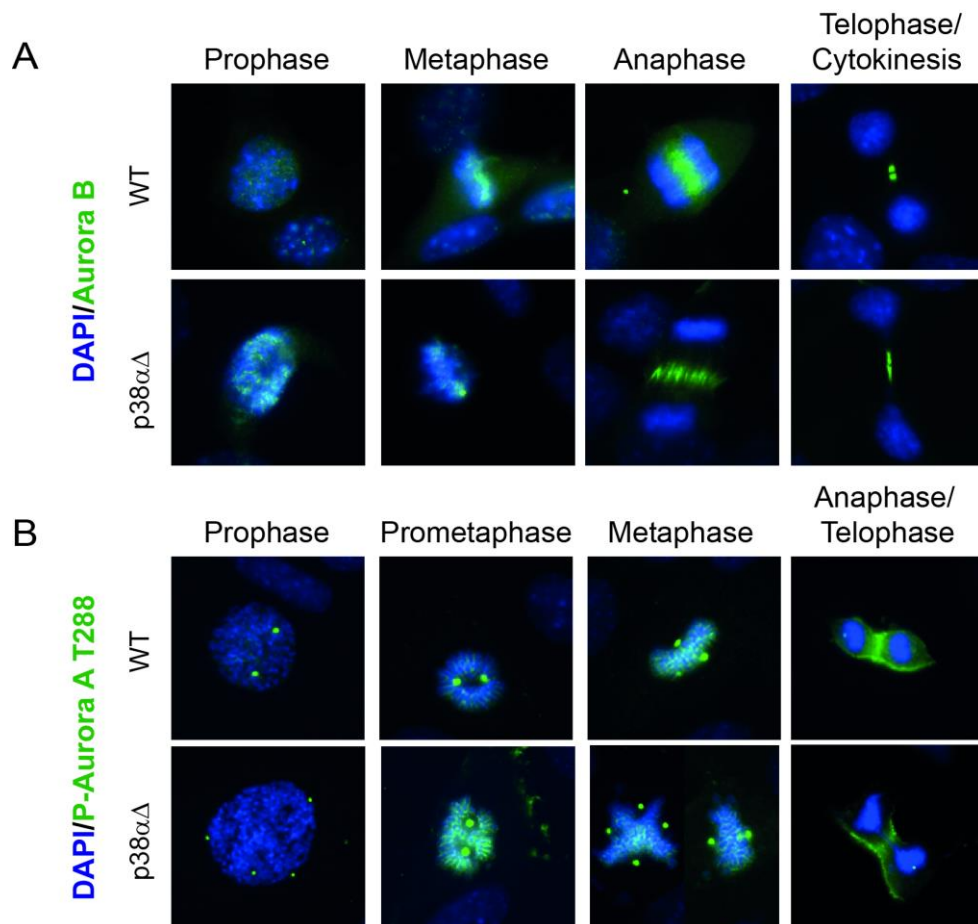 A
Prophase
Metaphase
Anaphase
Telophase/
Cytokinesis
DAPI/Aurora B
WT
p38αΔ
B
Prophase
Prometaphase
Metaphase
Anaphase/
Telophase
DAPI/P-Aurora A T288
WT
p38αΔ